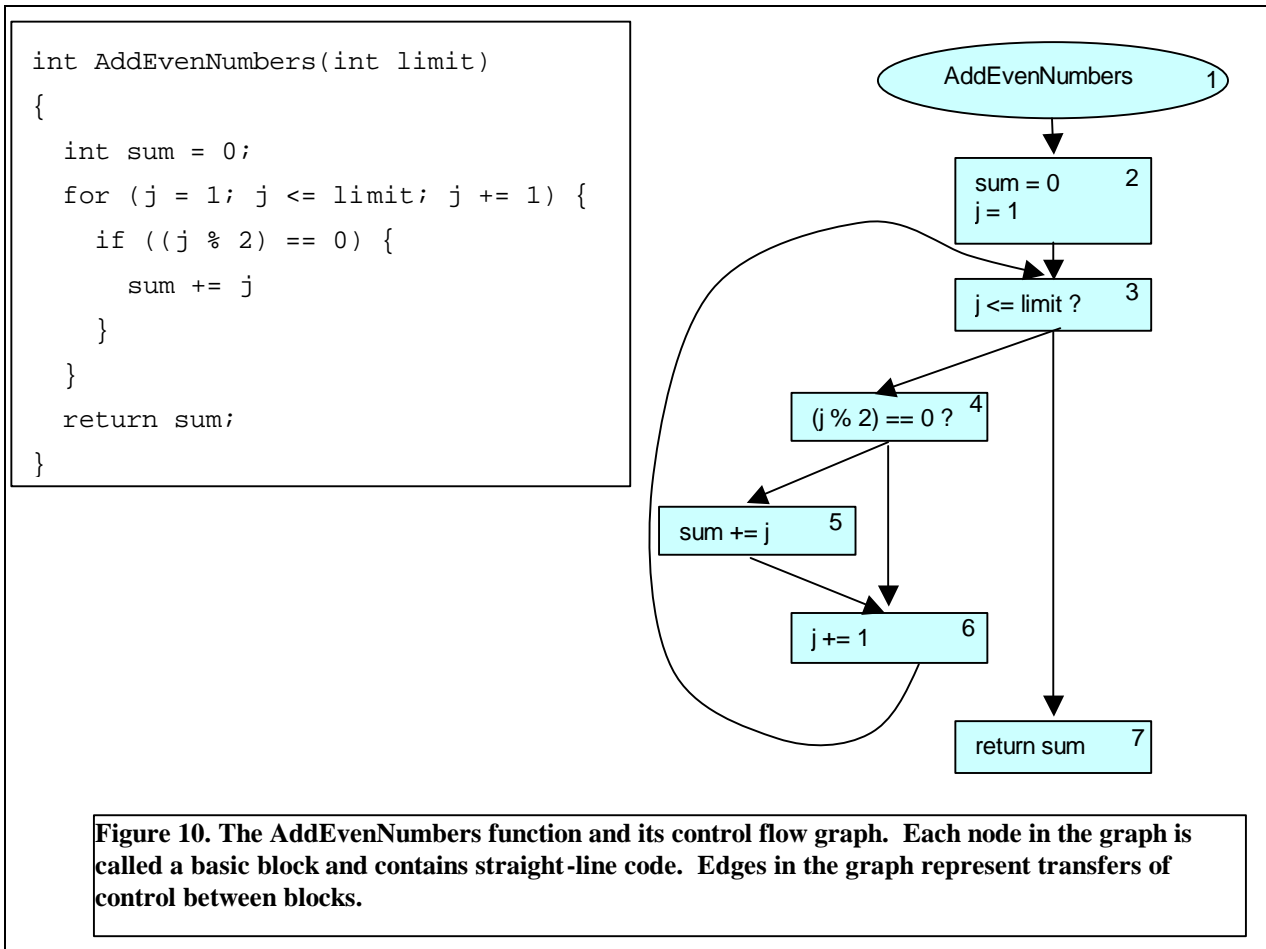 int AddEvenNumbers(int limit)
{
int sum = 0;
for (j = 1; j <= limit; j += 1) {
if ((j % 2) == 0) {
sum += j
}
}
return sum;
}
AddEvenNumbers 1
sum = 0 2
j = 1
j <= limit ? 3
(j % 2) == 0 ? 4
sum += j 5
j += 1 6
return sum 7
Figure 10. The AddEvenNumbers function and its control flow graph. Each node in the graph is
called a basic block and contains straight-line code. Edges in the graph represent transfers of
control between blocks.